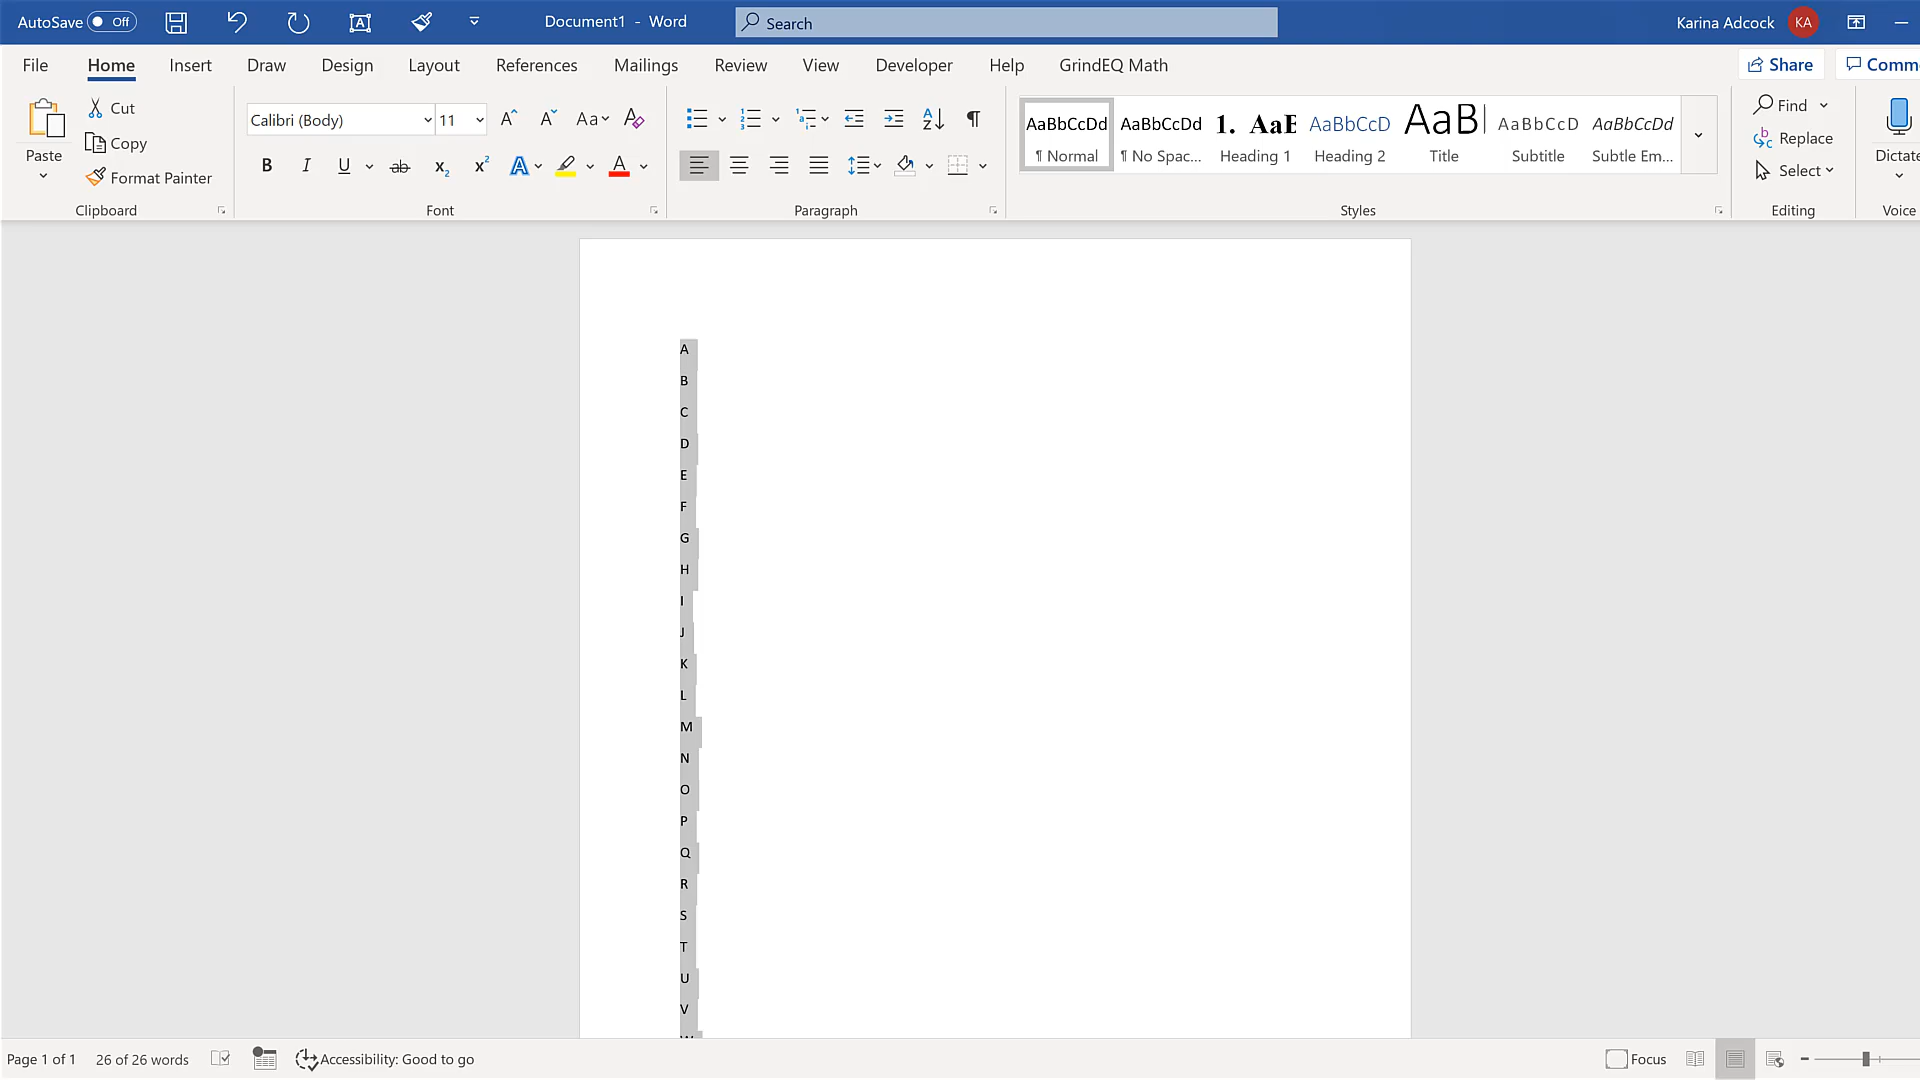 AutoSave Off Document1 - Word Search Karina Adcock KA
File Home Insert Draw Design Layout References Mailings Review View Developer Help GrindEQ Math Share Comm
Paste
Cut
Copy
Format Painter
Clipboard
Calibri (Body) 11
Font
Paragraph
AaBbCcDd AaBbCcDd 1. AaB AaBbCcD AaB AaBbCcD AaBbCcDd
¶ Normal ¶ No Spac... Heading 1 Heading 2 Title Subtitle Subtle Em...
Styles
Find
Replace
Select
Editing
Dictate
Voice
A
B
C
D
E
F
G
H
I
J
K
L
M
N
O
P
Q
R
S
T
U
V
Page 1 of 1 26 of 26 words Accessibility: Good to go Focus